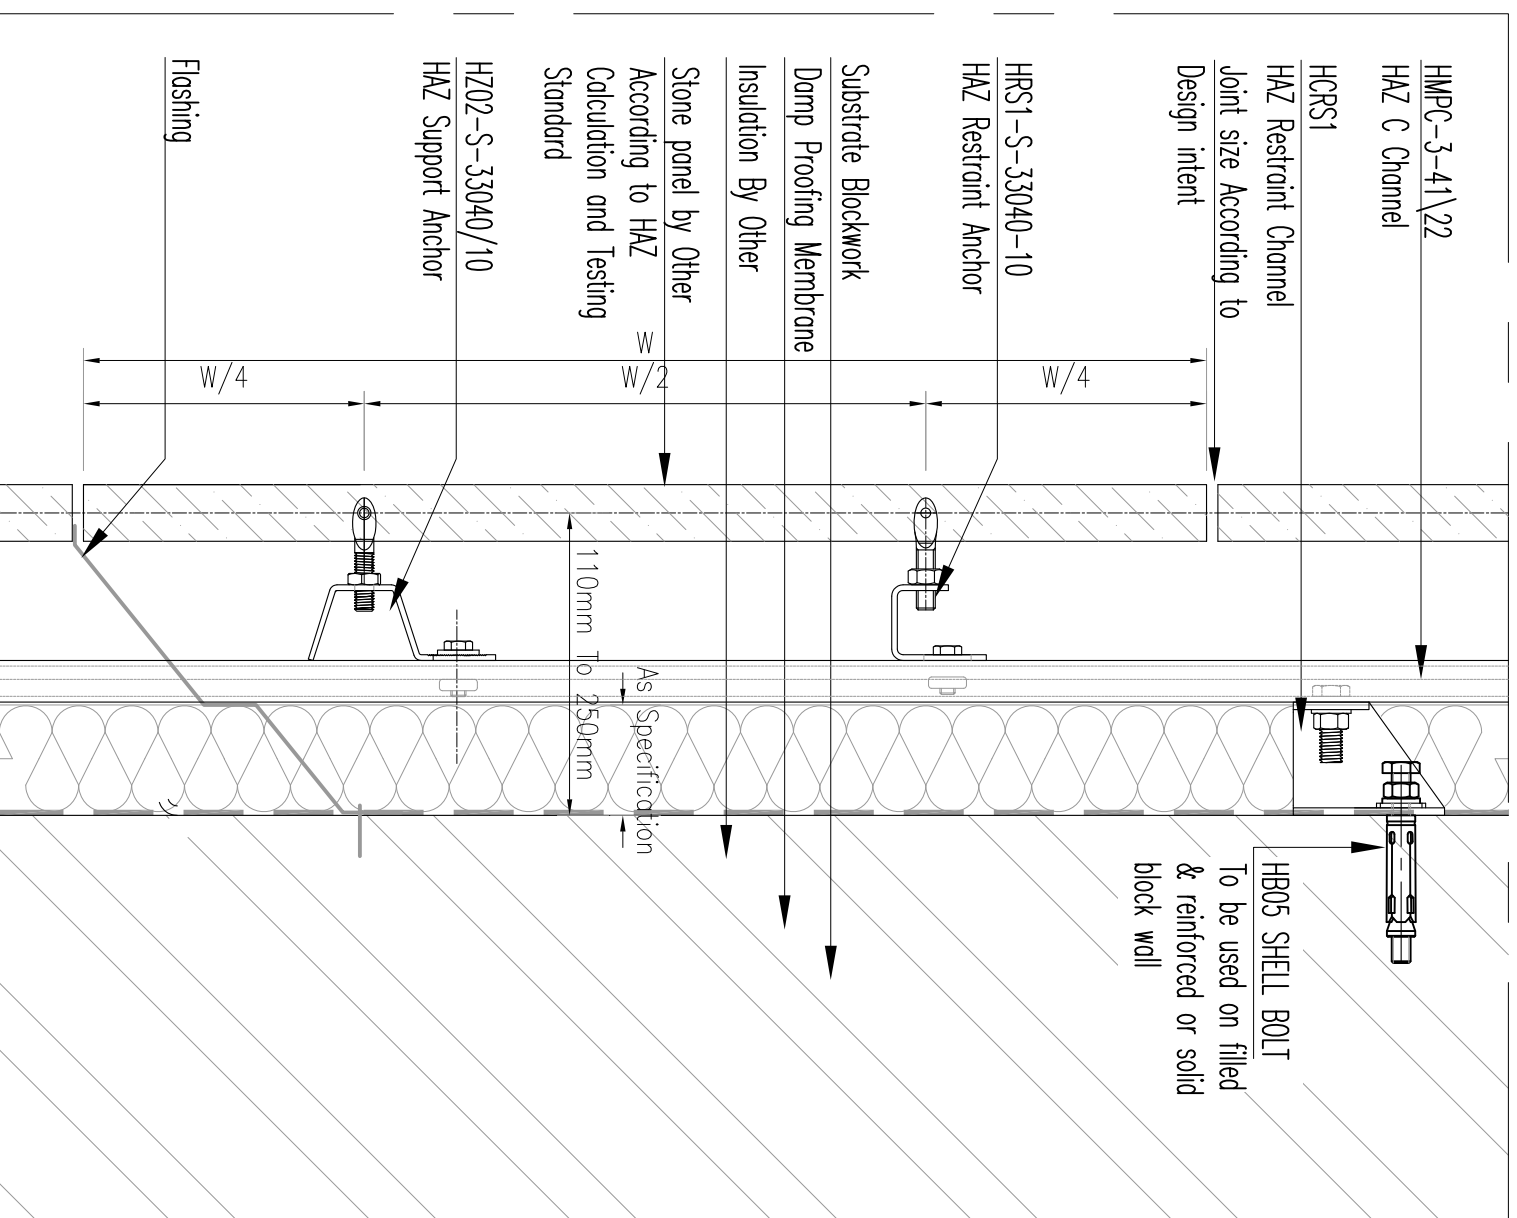 HMPC-3-41\22
HAZ C Channel
HCRS1
HAZ Restraint Channel
Joint size According to
Design intent
HRS1-S-33040-10
HAZ Restraint Anchor
Substrate Blockwork
Damp Proofing Membrane
Insulation By Other
Stone panel by Other
According to HAZ
Calculation and Testing
Standard
HZ02-S-33040/10
HAZ Support Anchor
Flashing
W
W/4
W/2
W/4
110mm To 250mm
As Specification
HB05 SHELL BOLT
To be used on filled
& reinforced or solid
block wall